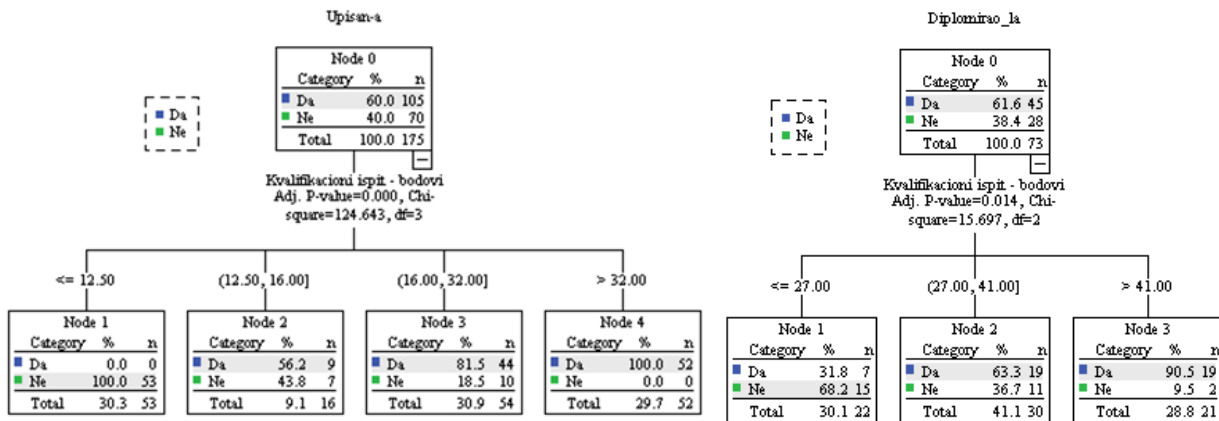 Upisan-a
Node 0
Category % n
Da 60.0 105
Ne 40.0 70
Total 100.0 175
Da
Ne
Kvalifikacioni ispit - bodovi
Adj. P-value=0.000, Chi-
square=124.643, df=3
<= 12.50
(12.50, 16.00]
(16.00, 32.00]
> 32.00
Node 1
Category % n
Da 0.0 0
Ne 100.0 53
Total 30.3 53
Node 2
Category % n
Da 56.2 9
Ne 43.8 7
Total 9.1 16
Node 3
Category % n
Da 81.5 44
Ne 18.5 10
Total 30.9 54
Node 4
Category % n
Da 100.0 52
Ne 0.0 0
Total 29.7 52
Diplomirao_la
Node 0
Category % n
Da 61.6 45
Ne 38.4 28
Total 100.0 73
Da
Ne
Kvalifikacioni ispit - bodovi
Adj. P-value=0.014, Chi-
square=15.697, df=2
<= 27.00
(27.00, 41.00]
> 41.00
Node 1
Category % n
Da 31.8 7
Ne 68.2 15
Total 30.1 22
Node 2
Category % n
Da 63.3 19
Ne 36.7 11
Total 41.1 30
Node 3
Category % n
Da 90.5 19
Ne 9.5 2
Total 28.8 21